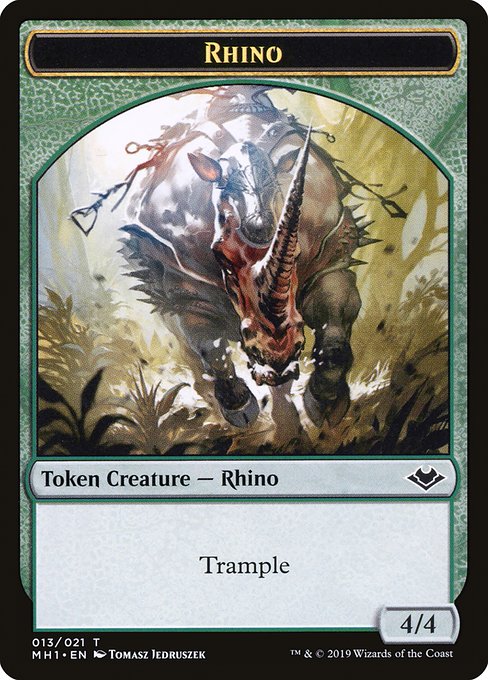 Rhino
Token Creature — Rhino
Trample
4/4
013/021 T
MH1 • EN Tomasz Jedruszek
™ & © 2019 Wizards of the Coast